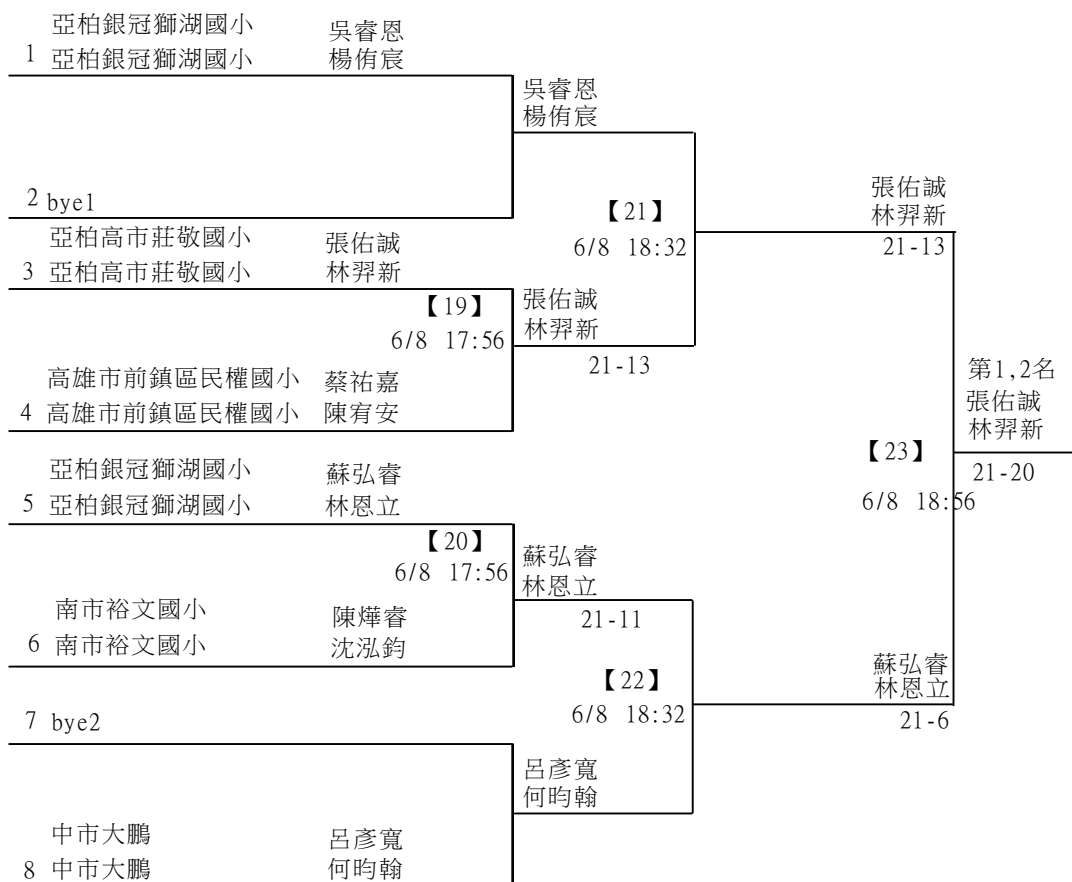 亞柏銀冠獅湖國小 吳睿恩
1 亞柏銀冠獅湖國小 楊侑宸
吳睿恩
楊侑宸
2 bye1
【21】
6/8 18:32
張佑誠
林羿新
21-13
亞柏高市莊敬國小 張佑誠
3 亞柏高市莊敬國小 林羿新
【19】
6/8 17:56
張佑誠
林羿新
21-13
高雄市前鎮區民權國小 蔡祐嘉
4 高雄市前鎮區民權國小 陳宥安
第1,2名
張佑誠
林羿新
21-20
【23】
6/8 18:56
亞柏銀冠獅湖國小 蘇弘睿
5 亞柏銀冠獅湖國小 林恩立
【20】
6/8 17:56
蘇弘睿
林恩立
21-11
南市裕文國小 陳燁睿
6 南市裕文國小 沈泓鈞
【22】
6/8 18:32
蘇弘睿
林恩立
21-6
7 bye2
呂彥寬
何昀翰
中市大鵬 呂彥寬
8 中市大鵬 何昀翰